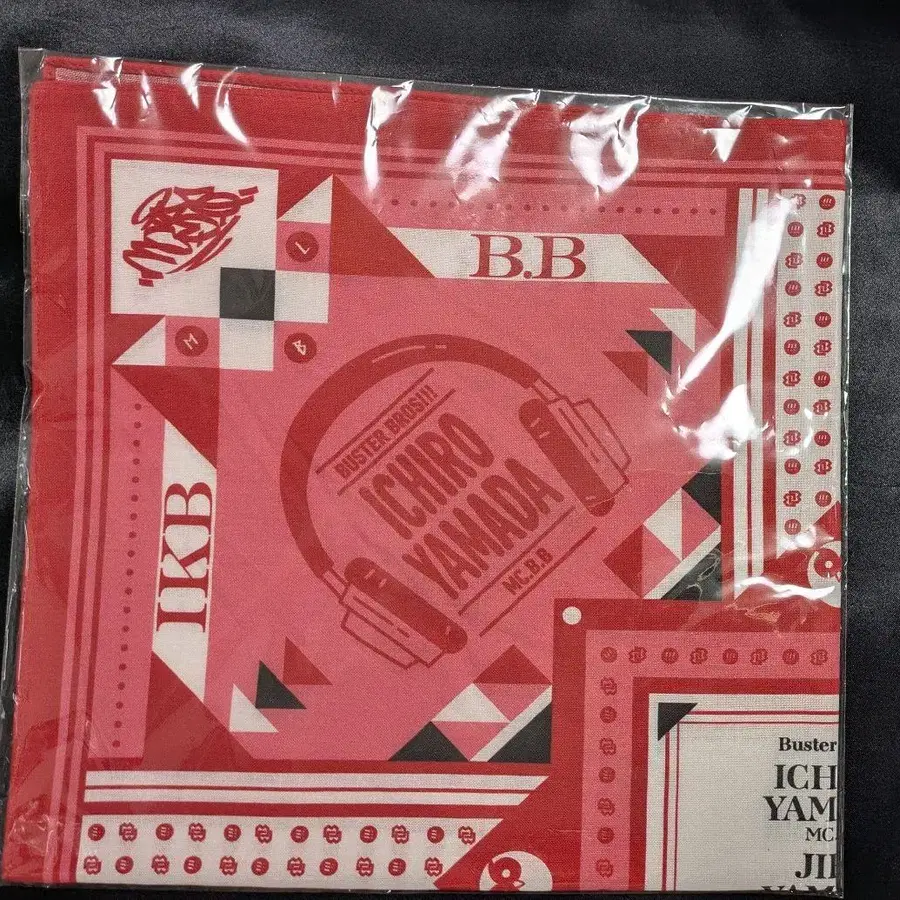 B.B
BUSTER BROS!!!
ICHIRO
YAMADA
MC.B.B
IKB
L
M
B
Buster
ICH
YAM
MC
JII